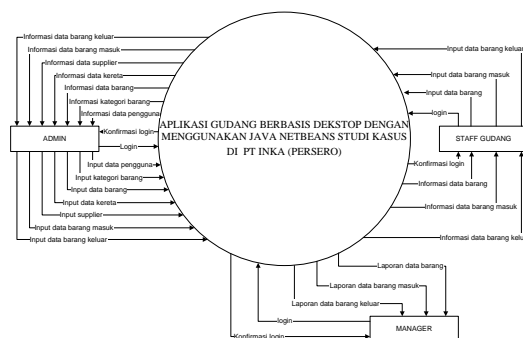 Informasi data barang keluar
Informasi data barang masuk
Informasi data supplier
Informasi data kereta
Informasi data barang
Informasi kategori barang
Informasi data pengguna
Konfirmasi login
ADMIN
Login
Input data pengguna
Input kategori barang
Input data barang
Input data kereta
Input supplier
Input data barang masuk
Input data barang keluar
APLIKASI GUDANG BERBASIS DEKSTOP DENGAN
MENGGUNAKAN JAVA NETBEANS STUDI KASUS
DI PT INKA (PERSERO)
Input data barang keluar
Input data barang masuk
Input data barang
login
STAFF GUDANG
Konfirmasi login
Informasi data barang
Informasi data barang masuk
Informasi data barang kelu
Laporan data barang
Laporan data barang masuk
Laporan data barang keluar
login
MANAGER
Konfirmasi login